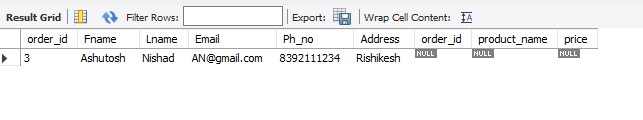 Result Grid Filter Rows: Export: Wrap Cell Content:
order_id Fname Lname Email Ph_no Address order_id product_name price
3 Ashutosh Nishad AN@gmail.com 8392111234 Rishikesh NULL NULL NULL